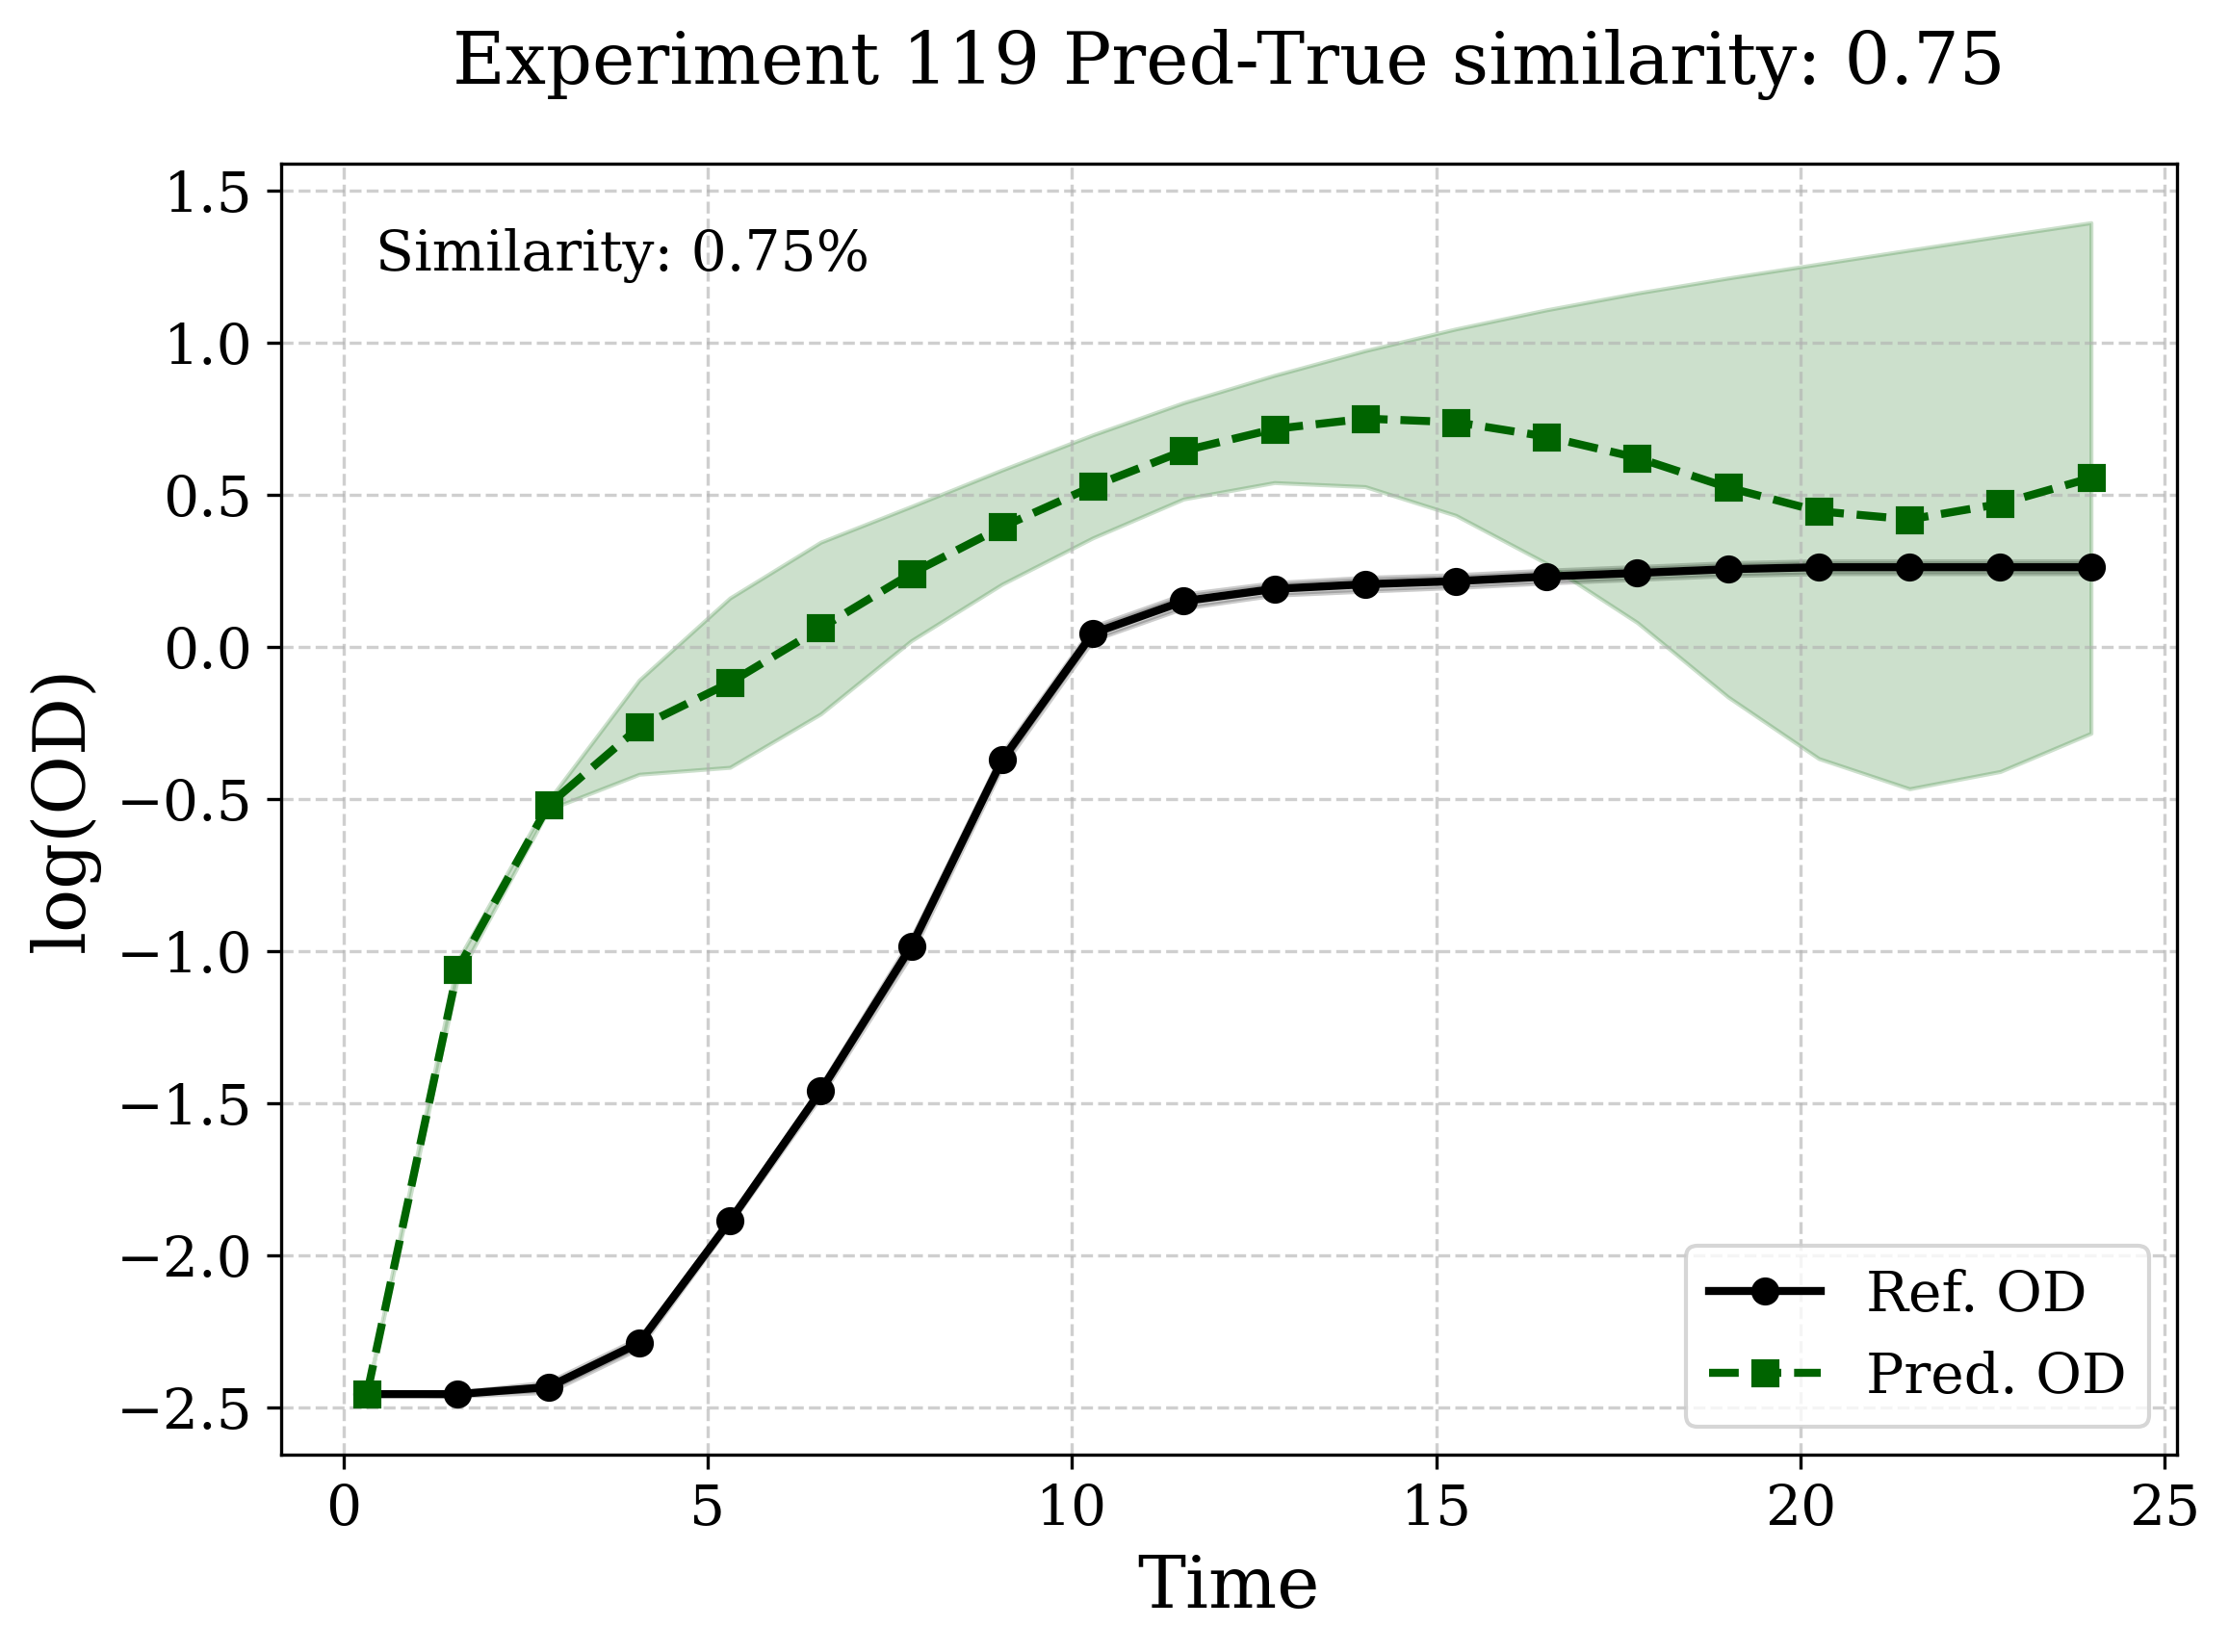 Experiment 119 Pred-True similarity: 0.75
Similarity: 0.75%
1.5
1.0
0.5
0.0
−0.5
−1.0
−1.5
−2.0
−2.5
log(OD)
Ref. OD
Pred. OD
0 5 10 15 20 25
Time